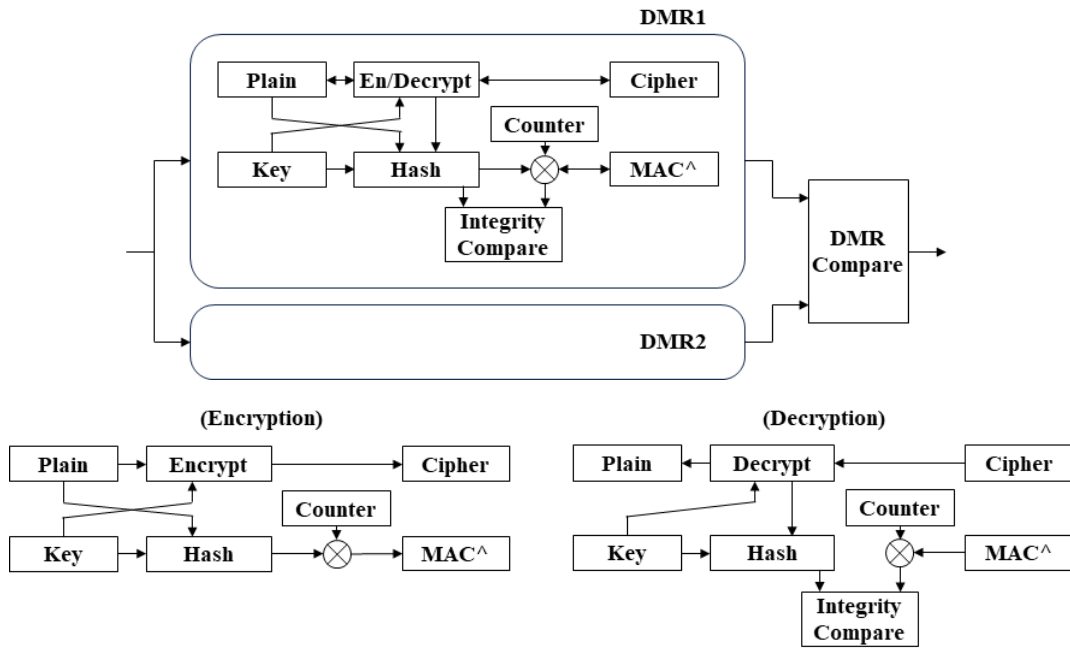 DMR1
Plain
En/Decrypt
Cipher
Counter
Key
Hash
MAC^
Integrity
Compare
DMR
Compare
DMR2
(Encryption)
Plain
Encrypt
Cipher
Counter
Key
Hash
MAC^
(Decryption)
Plain
Decrypt
Cipher
Counter
Key
Hash
MAC^
Integrity
Compare